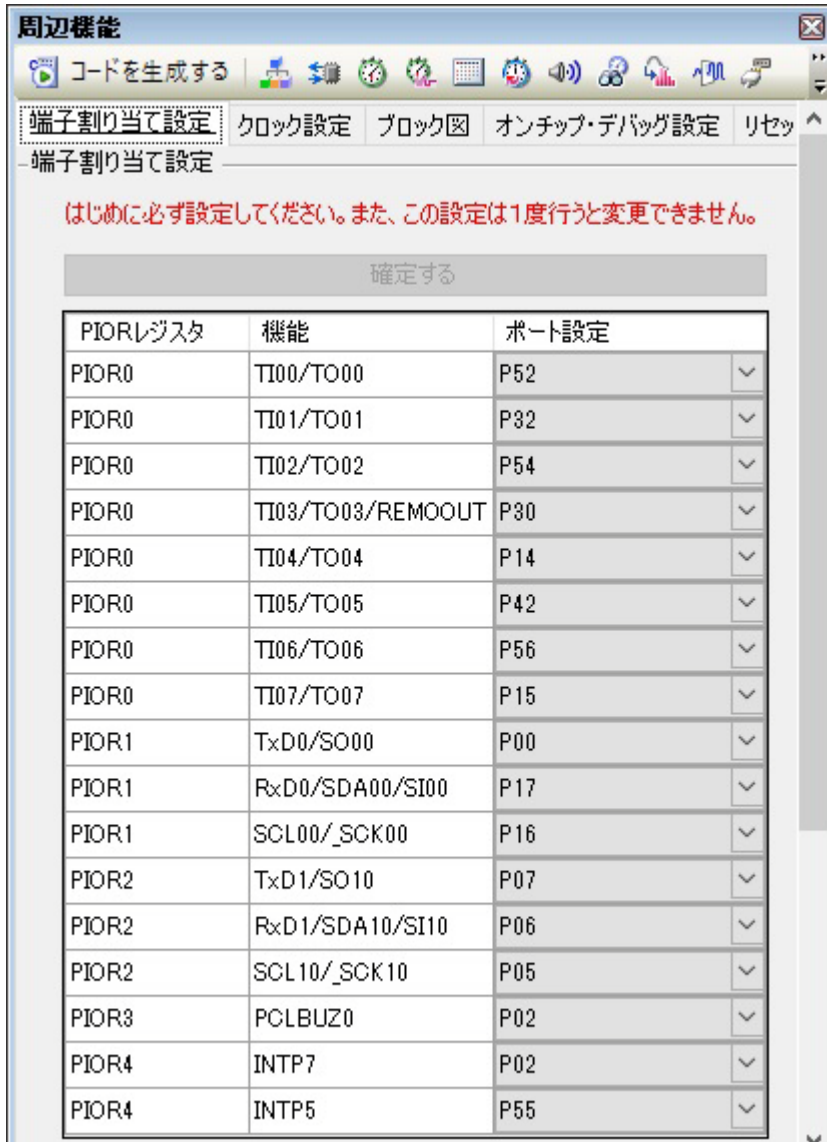 周辺機能
コードを生成する
端子割り当て設定 クロック設定 ブロック図 オンチップ・デバッグ設定 リセッ
端子割り当て設定
はじめに必ず設定してください。また、この設定は1度行うと変更できません。
確定する
PIORレジスタ 機能 ポート設定
PIOR0 TI00/TO00 P52
PIOR0 TI01/TO01 P32
PIOR0 TI02/TO02 P54
PIOR0 TI03/TO03/REMOOUT P30
PIOR0 TI04/TO04 P14
PIOR0 TI05/TO05 P42
PIOR0 TI06/TO06 P56
PIOR0 TI07/TO07 P15
PIOR1 TxD0/SO00 P00
PIOR1 RxD0/SDA00/SI00 P17
PIOR1 SCL00/_SCK00 P16
PIOR2 TxD1/SO10 P07
PIOR2 RxD1/SDA10/SI10 P06
PIOR2 SCL10/_SCK10 P05
PIOR3 PCLBUZ0 P02
PIOR4 INTP7 P02
PIOR4 INTP5 P55